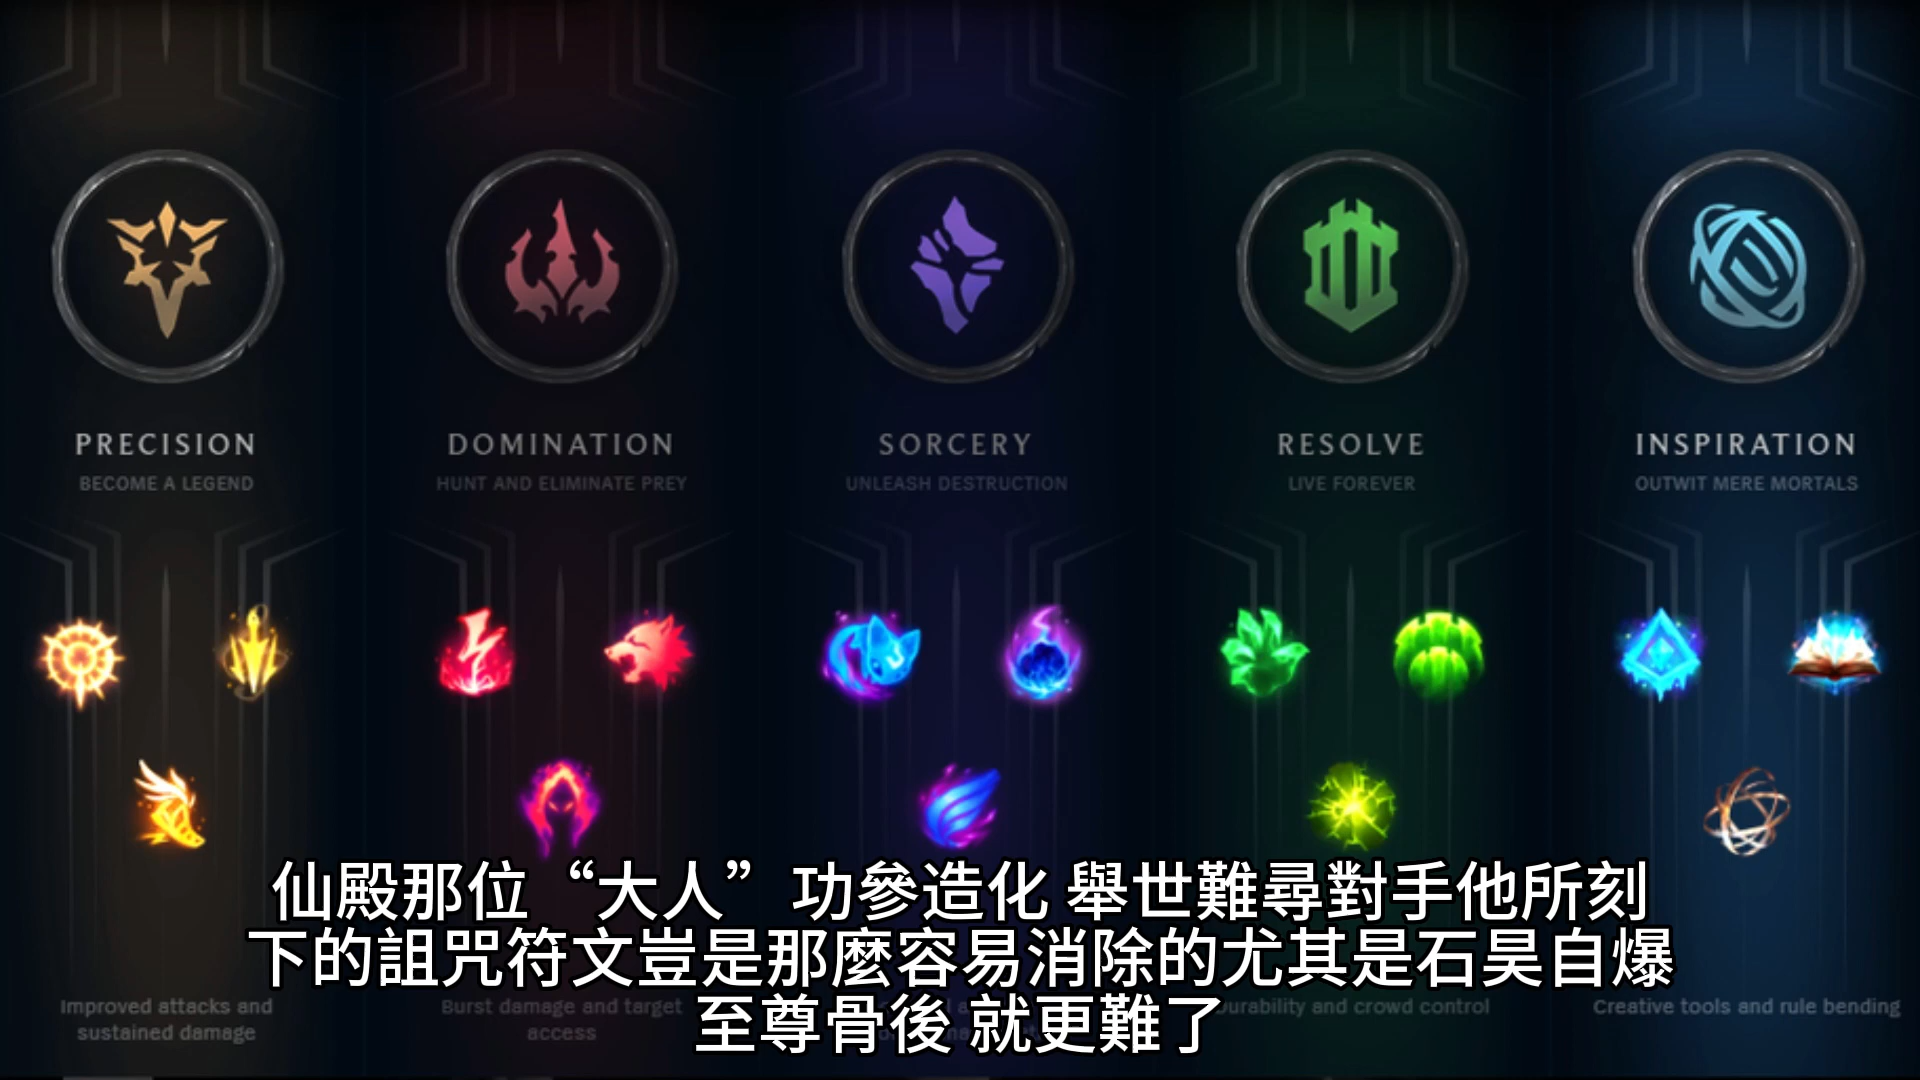 PRECISION
BECOME A LEGEND
DOMINATION
HUNT AND ELIMINATE PREY
SORCERY
UNLEASH DESTRUCTION
RESOLVE
LIVE FOREVER
INSPIRATION
OUTWIT MERE MORTALS
Improved attacks and
sustained damage
Burst damage and target
access
and crowd control
Creative tools and rule bending
仙殿那位“大人”功參造化 舉世難尋對手他所刻
下的詛咒符文豈是那麼容易消除的尤其是石昊自爆
至尊骨後 就更難了